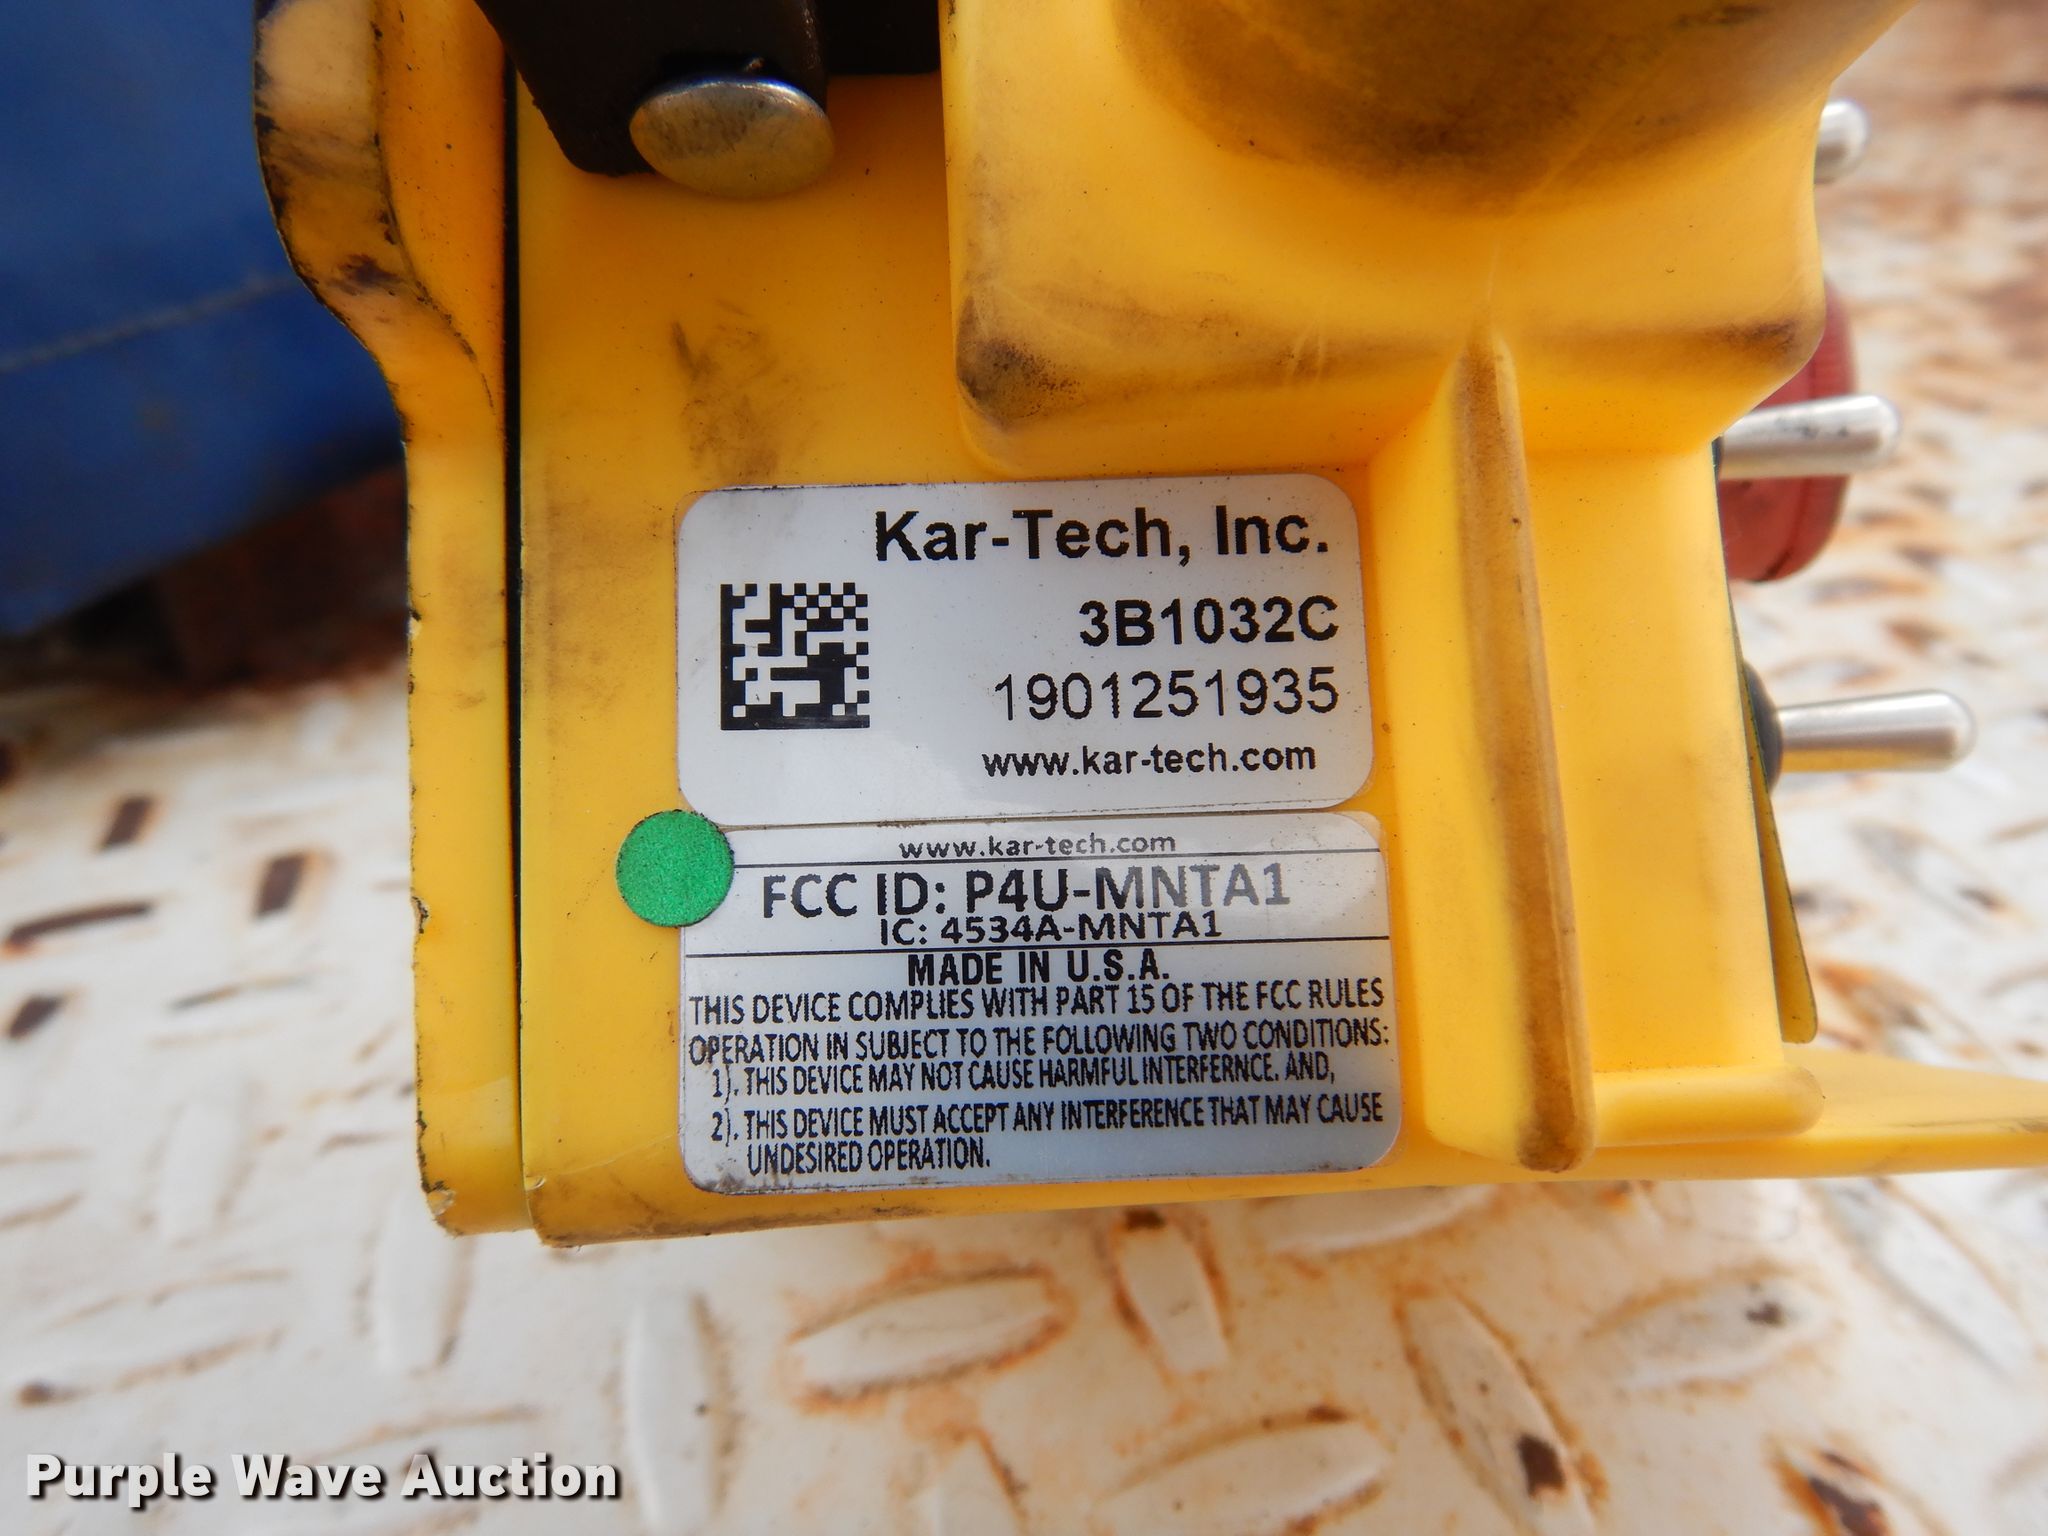 Kar-Tech, Inc.
3B1032C
1901251935
www.kar-tech.com
www.kar-tech.com
FCC ID: P4U-MNTA1
IC: 4534A-MNTA1
MADE IN U.S.A.
THIS DEVICE COMPLIES WITH PART 15 OF THE FCC RULES
OPERATION IN SUBJECT TO THE FOLLOWING TWO CONDITIONS:
1). THIS DEVICE MAY NOT CAUSE HARMFUL INTERFERNCE. AND,
2). THIS DEVICE MUST ACCEPT ANY INTERFERENCE THAT MAY CAUSE
UNDESIRED OPERATION.
Purple Wave Auction